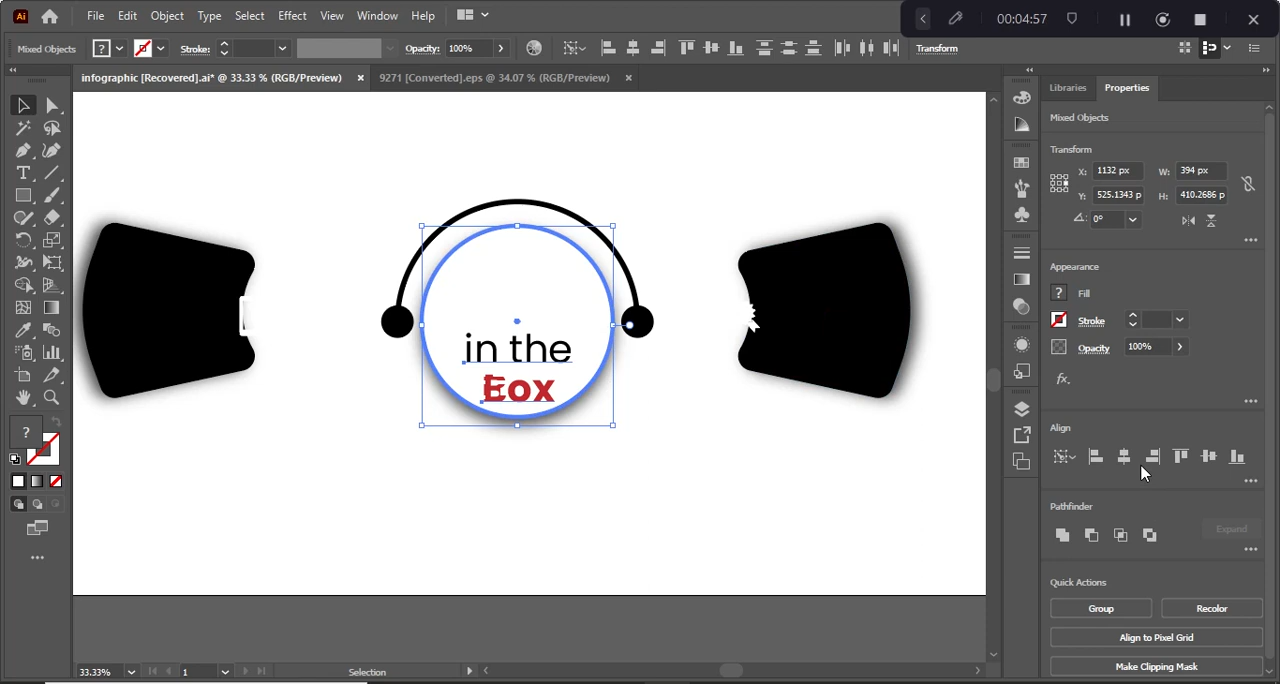 Ai File Edit Object Type Select Effect View Window Help 00:04:57
Mixed Objects ? Stroke: Opacity: 100% Transform
infographic [Recovered].ai* @ 33.33 % (RGB/Preview) × 9271 [Converted].eps @ 34.07 % (RGB/Preview) ×
Libraries Properties
Mixed Objects
Transform
X: 1132 px W: 394 px
Y: 525.1343 p H: 410.2686 p
0°
Appearance
? Fill
Stroke
Opacity 100%
fx.
Align
Pathfinder
Expand
Quick Actions
Group Recolor
Align to Pixel Grid
Make Clipping Mask
in the
?
33.33% 1 Selection